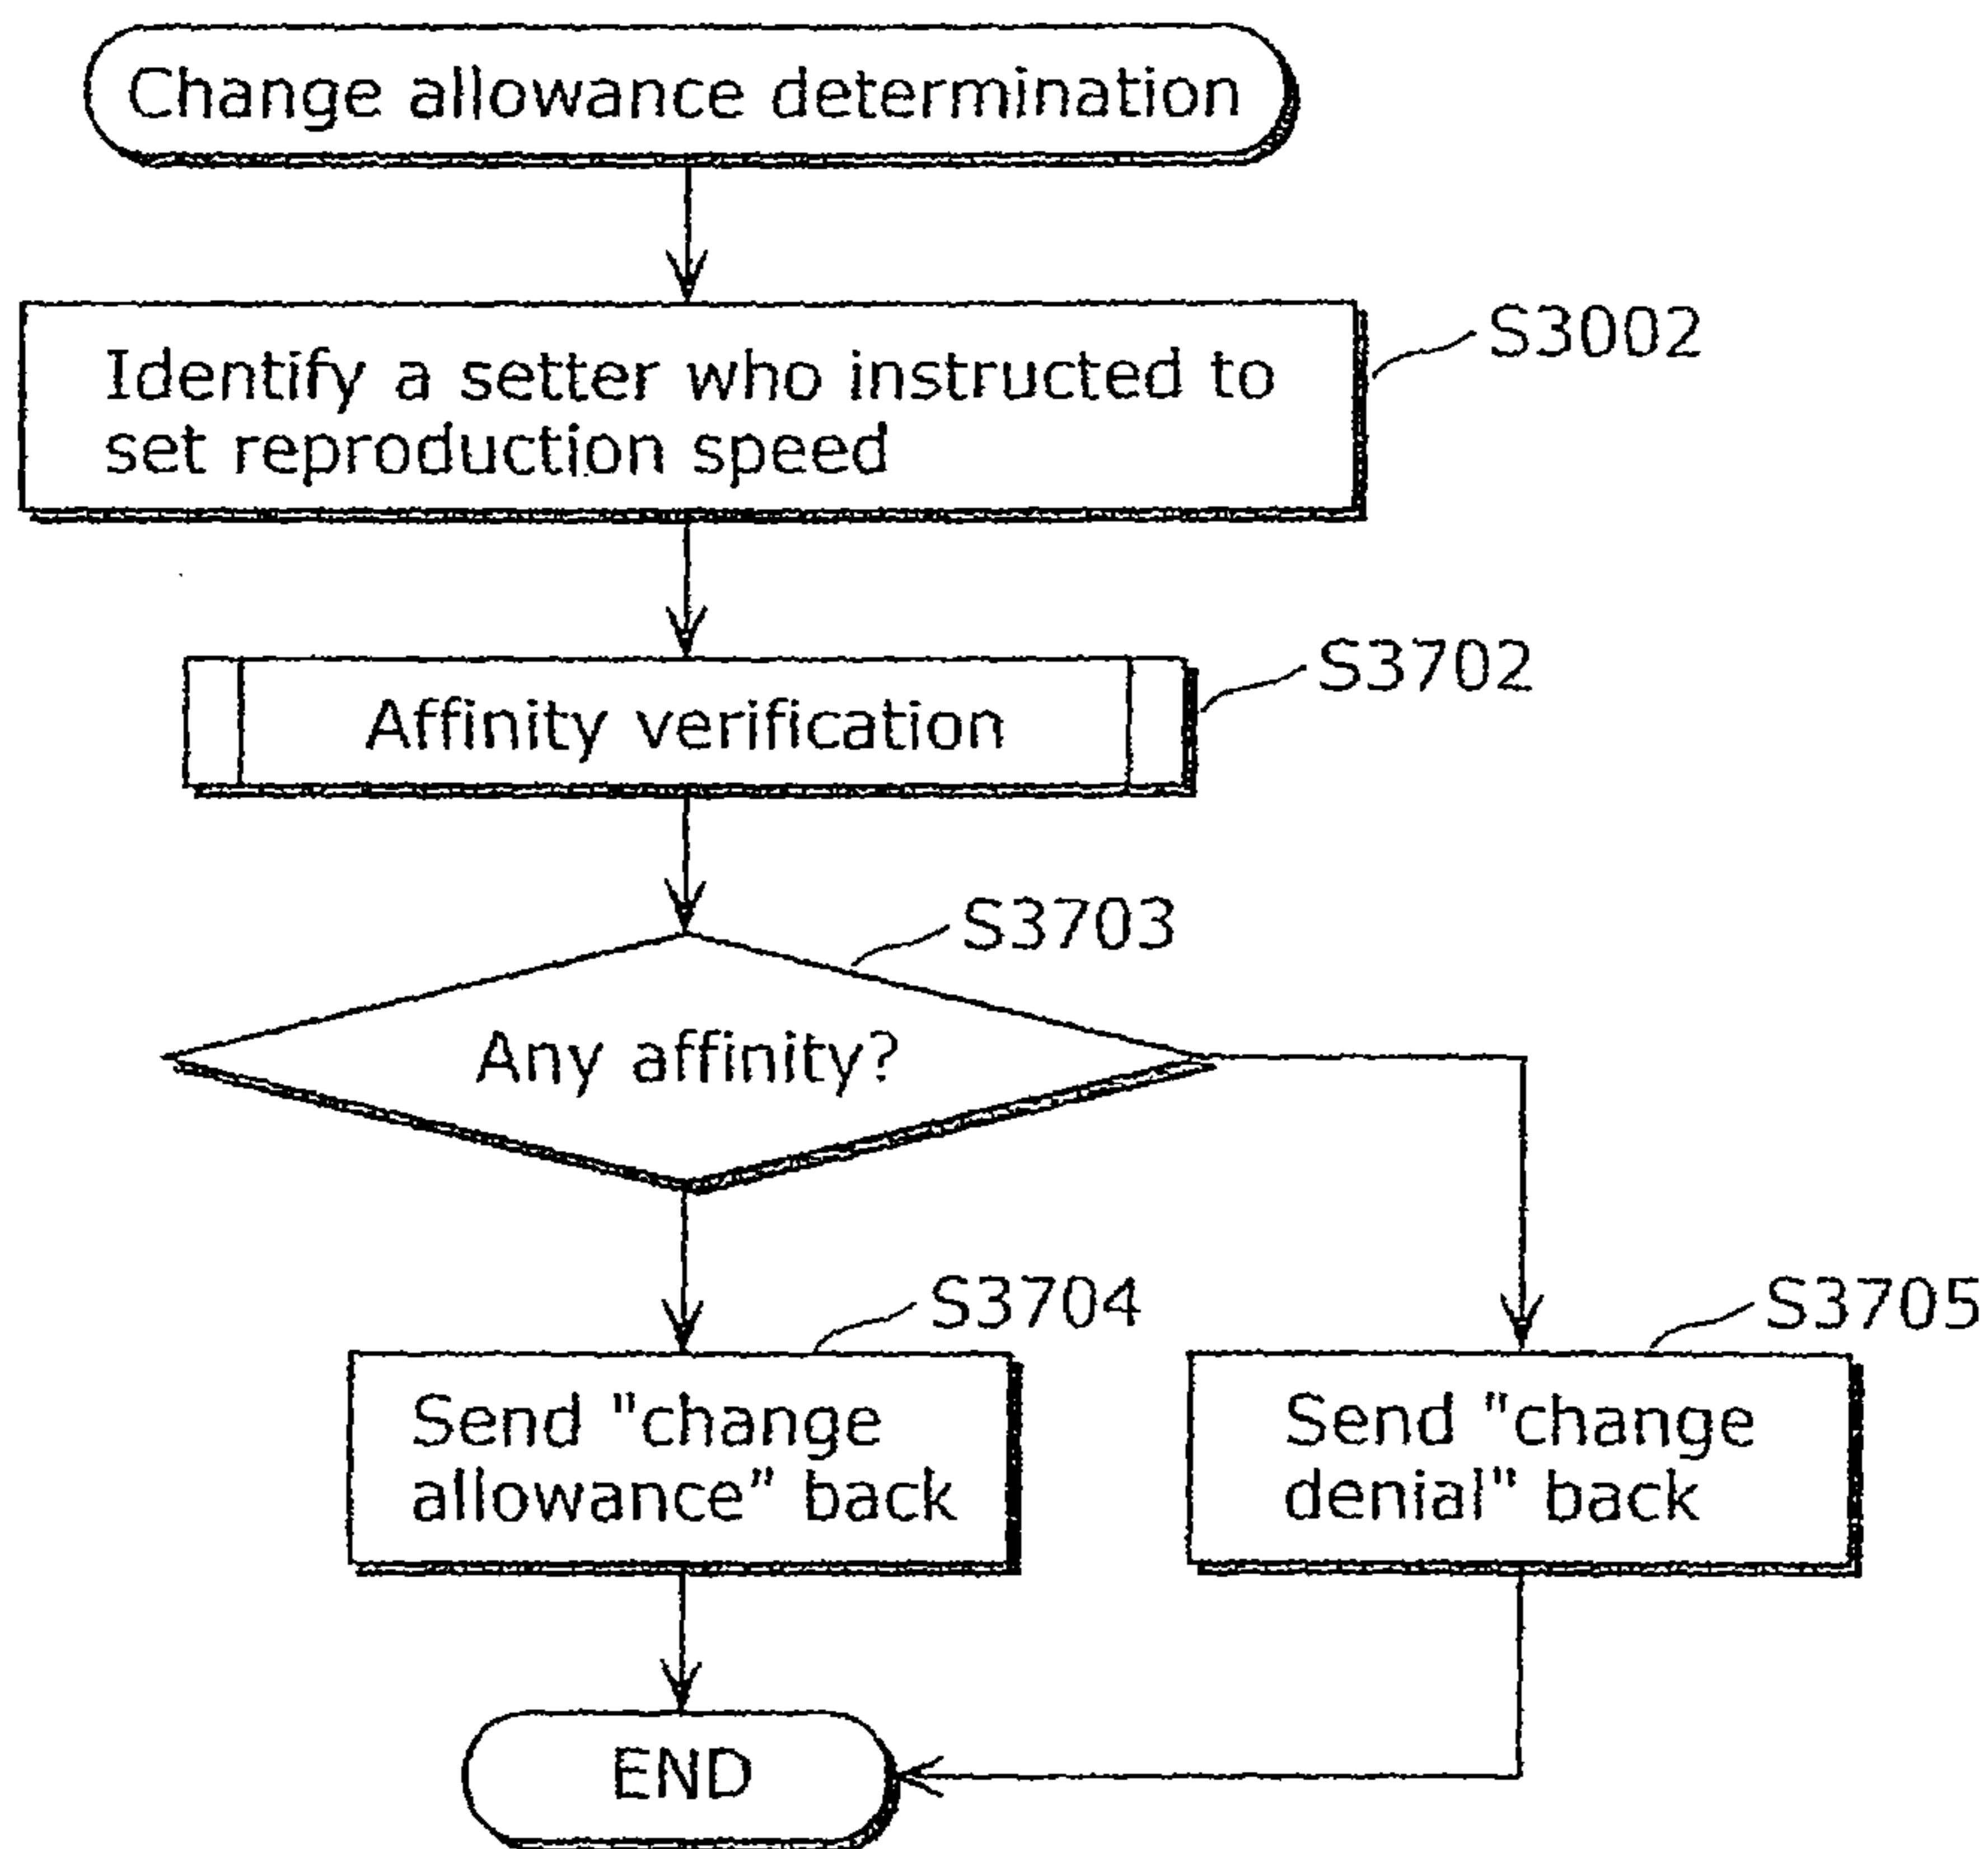 Change allowance determination
S3002
Identify a setter who instructed to
set reproduction speed
S3702
Affinity verification
S3703
Any affinity?
S3704
S3705
Send "change
allowance" back
Send "change
denial" back
END